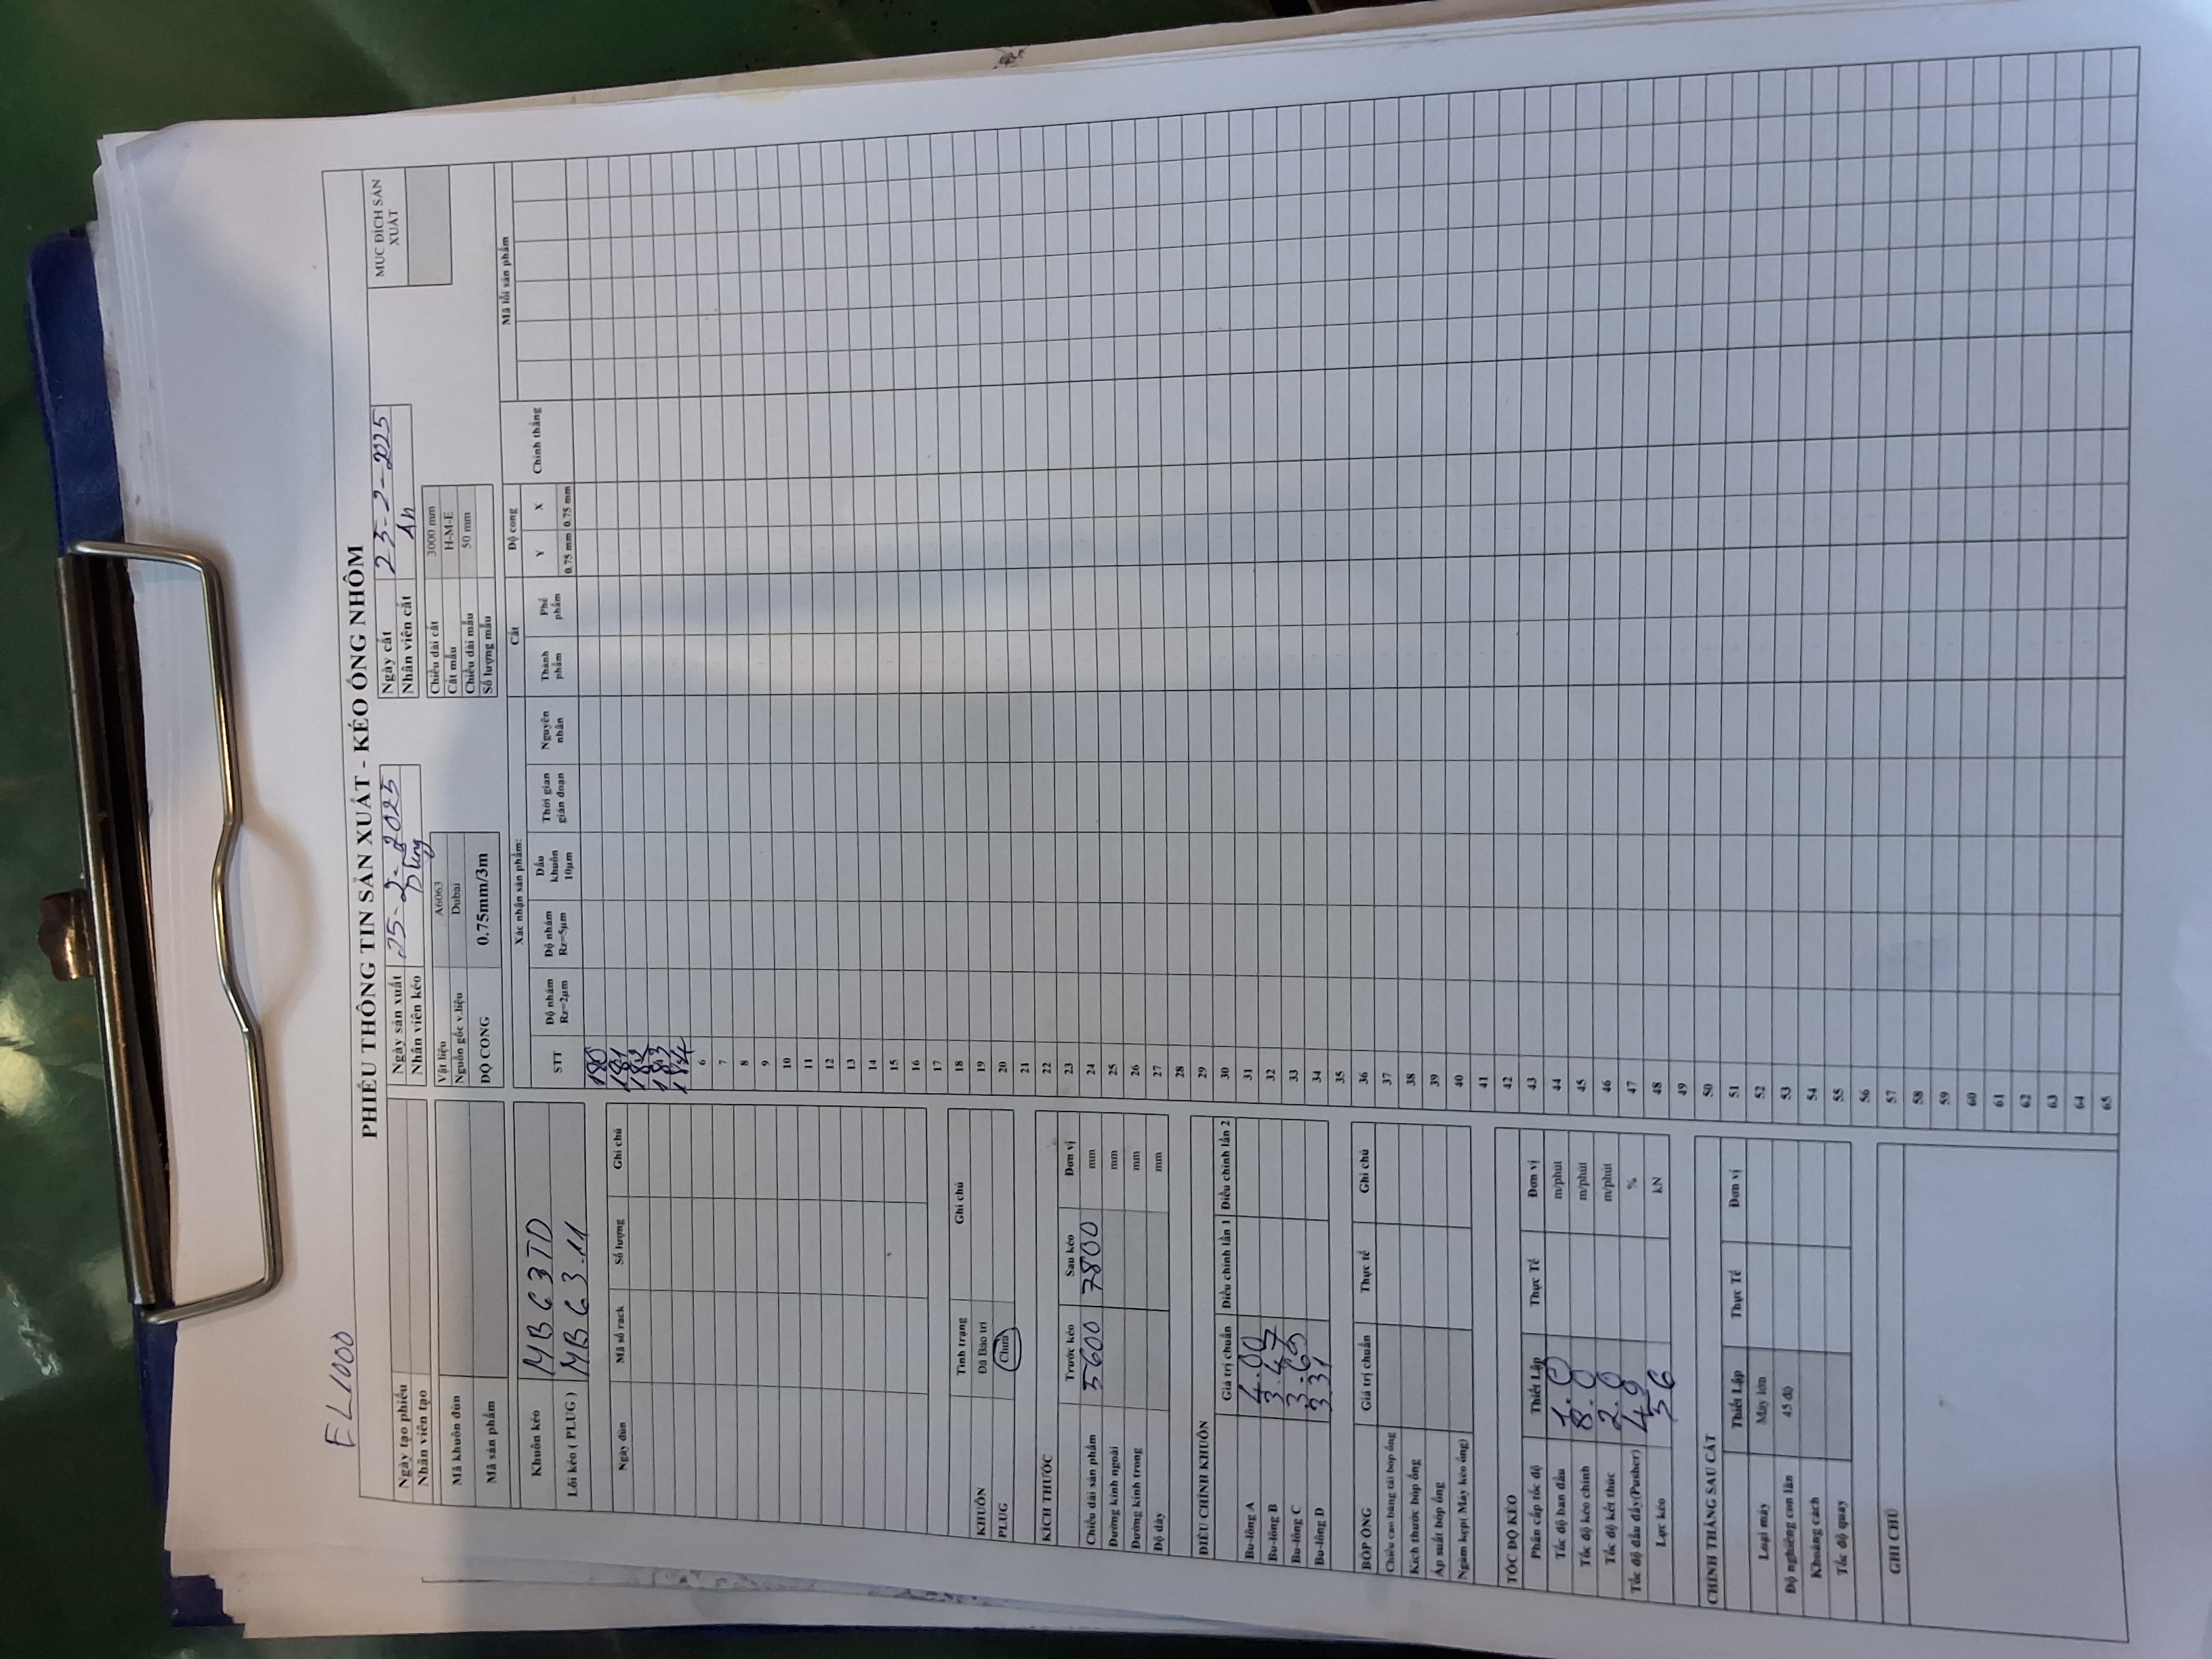 EL1000
PHIẾU THÔNG TIN SẢN XUẤT - KÉO ỐNG NHÔM
Ngày tạo phiếu
Nhân viên tạo
Ngày sản xuất 25-2-2025
Nhân viên kéo Dũng
Ngày cắt 25-2-2025
Nhân viên cắt An
MỤC ĐÍCH SẢN XUẤT
Mã khuôn đùn
Mã sản phẩm
Vật liệu A6063
Nguồn gốc v.liệu Dubai
ĐỘ CONG 0.75mm/3m
Chiều dài cắt 3000 mm
Cắt mẫu H-M-E
Chiều dài mẫu 50 mm
Số lượng mẫu
Khuôn kéo MB63TD
Lõi kéo ( PLUG ) MB63.11
Ngày đùn Mã số rack Số lượng Ghi chú
Tình trạng Ghi chú
KHUÔN Đã Bảo trì
PLUG Chưa
KÍCH THƯỚC
Trước kéo Sau kéo Đơn vị
Chiều dài sản phẩm 5600 7800 mm
Đường kính ngoài mm
Đường kính trong mm
Độ dày mm
ĐIỀU CHỈNH KHUÔN
Giá trị chuẩn Điều chỉnh lần 1 Điều chỉnh lần 2
Bu-lông A 4.00
Bu-lông B 3.47
Bu-lông C 3.69
Bu-lông D 3.31
BÓP ỐNG Giá trị chuẩn Thực tế Ghi chú
Chiều cao băng tải bóp ống
Kích thước bóp ống
Áp suất bóp ống
Ngàm kẹp( Máy kéo ống)
TỐC ĐỘ KÉO
Phân cấp tốc độ Thiết Lập Thực Tế Đơn vị
Tốc độ ban đầu 1.0 m/phút
Tốc độ kéo chính 8.0 m/phút
Tốc độ kết thúc 2.0 m/phút
Tốc độ đầu đẩy(Pusher) 49 %
Lực kéo 56 kN
CHỈNH THẲNG SAU CẮT
Thiết Lập Thực Tế Đơn vị
Loại máy Máy lớn
Độ nghiêng con lăn 45 độ
Khoảng cách
Tốc độ quay
GHI CHÚ
Xác nhận sản phẩm: Cắt Độ cong Chỉnh thẳng Mã lỗi sản phẩm
STT Độ nhám Rz=2µm Độ nhám Rz=5µm Dấu khuôn 10µm Thời gian gián đoạn Nguyên nhân Thành phẩm Phế phẩm Y X
0.75 mm 0.75 mm
180
181
182
183
184
6
7
8
9
10
11
12
13
14
15
16
17
18
19
20
21
22
23
24
25
26
27
28
29
30
31
32
33
34
35
36
37
38
39
40
41
42
43
44
45
46
47
48
49
50
51
52
53
54
55
56
57
58
59
60
61
62
63
64
65